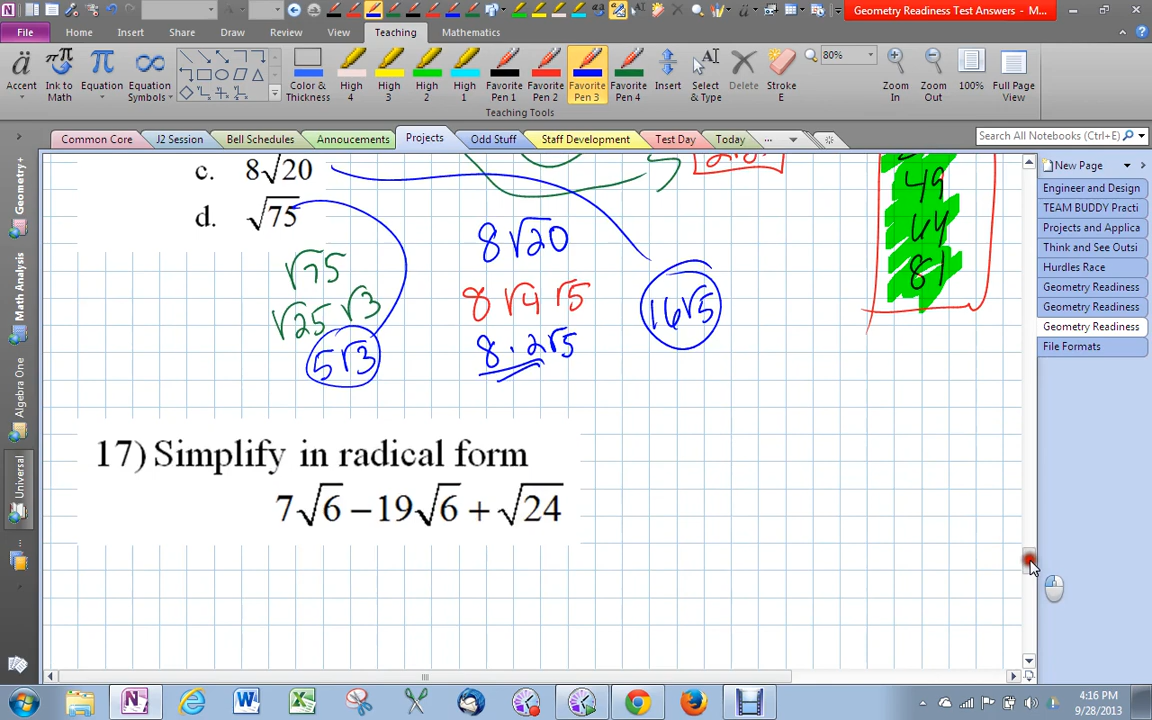 Geometry Readiness Test Answers - M...
File Home Insert Share Draw Review View Teaching Mathematics
Accent Ink to Math Equation Equation Symbols Color & Thickness High 4 High 3 High 2 High 1 Favorite Pen 1 Favorite Pen 2 Favorite Pen 3 Favorite Pen 4 Insert Select & Type Delete Stroke E 80% Zoom In Zoom Out 100% Full Page View
Teaching Tools
Common Core J2 Session Bell Schedules Annoucements Projects Odd Stuff Staff Development Test Day Today ... Search All Notebooks (Ctrl+E)
New Page
Engineer and Design
TEAM BUDDY Practi
Projects and Applica
Think and See Outsi
Hurdles Race
Geometry Readiness
Geometry Readiness
Geometry Readiness
File Formats
Geometry+
Math Analysis
Algebra One
Universal
c. 8√20
d. √75
√75
√25 √3
5√3
8√20
8 √4 √5
8 · 2√5
16√5
49
64
81
17) Simplify in radical form
7√6 − 19√6 + √24
4:16 PM
9/28/2013